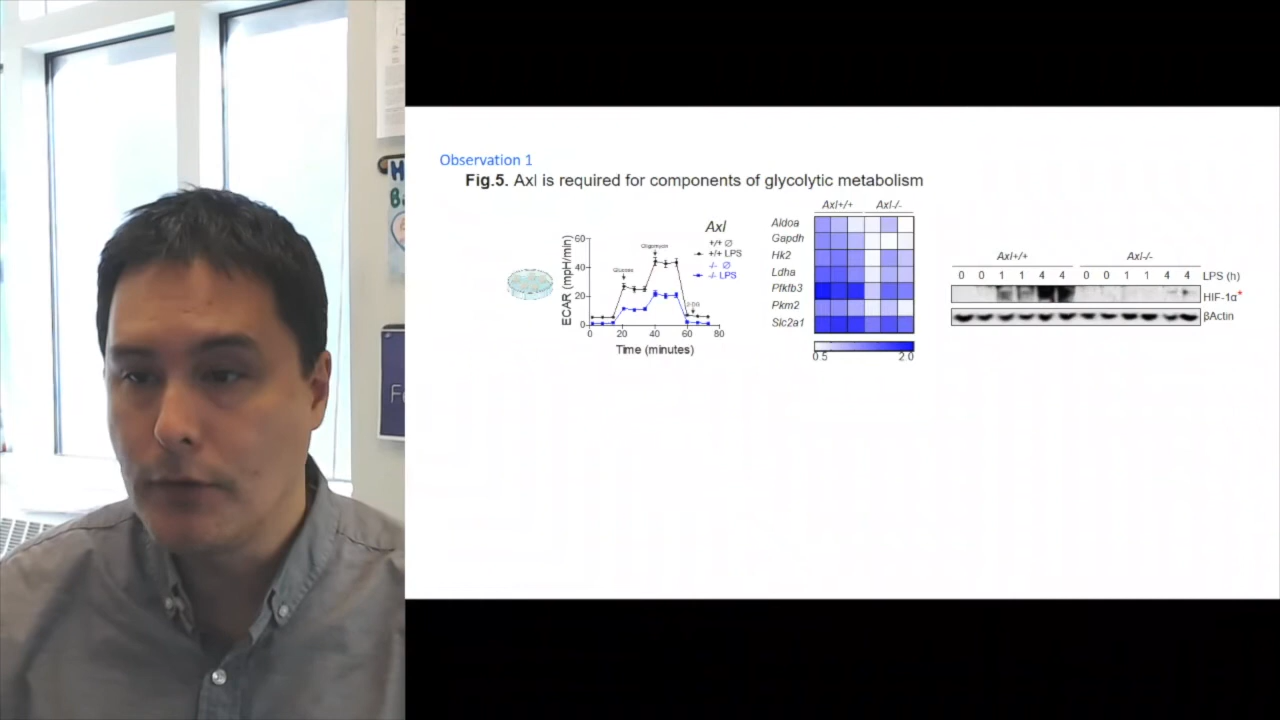 Observation 1
Fig.5. Axl is required for components of glycolytic metabolism
Axl
+/+ ∅
+/+ LPS
-/- ∅
-/- LPS
Glucose
Oligomycin
2-DG
ECAR (mpH/min)
60
40
20
0
0 20 40 60 80
Time (minutes)
Axl+/+ Axl-/-
Aldoa
Gapdh
Hk2
Ldha
Pfkfb3
Pkm2
Slc2a1
0.5 2.0
Axl+/+ Axl-/-
0 0 1 1 4 4 0 0 1 1 4 4 LPS (h)
HIF-1α*
βActin